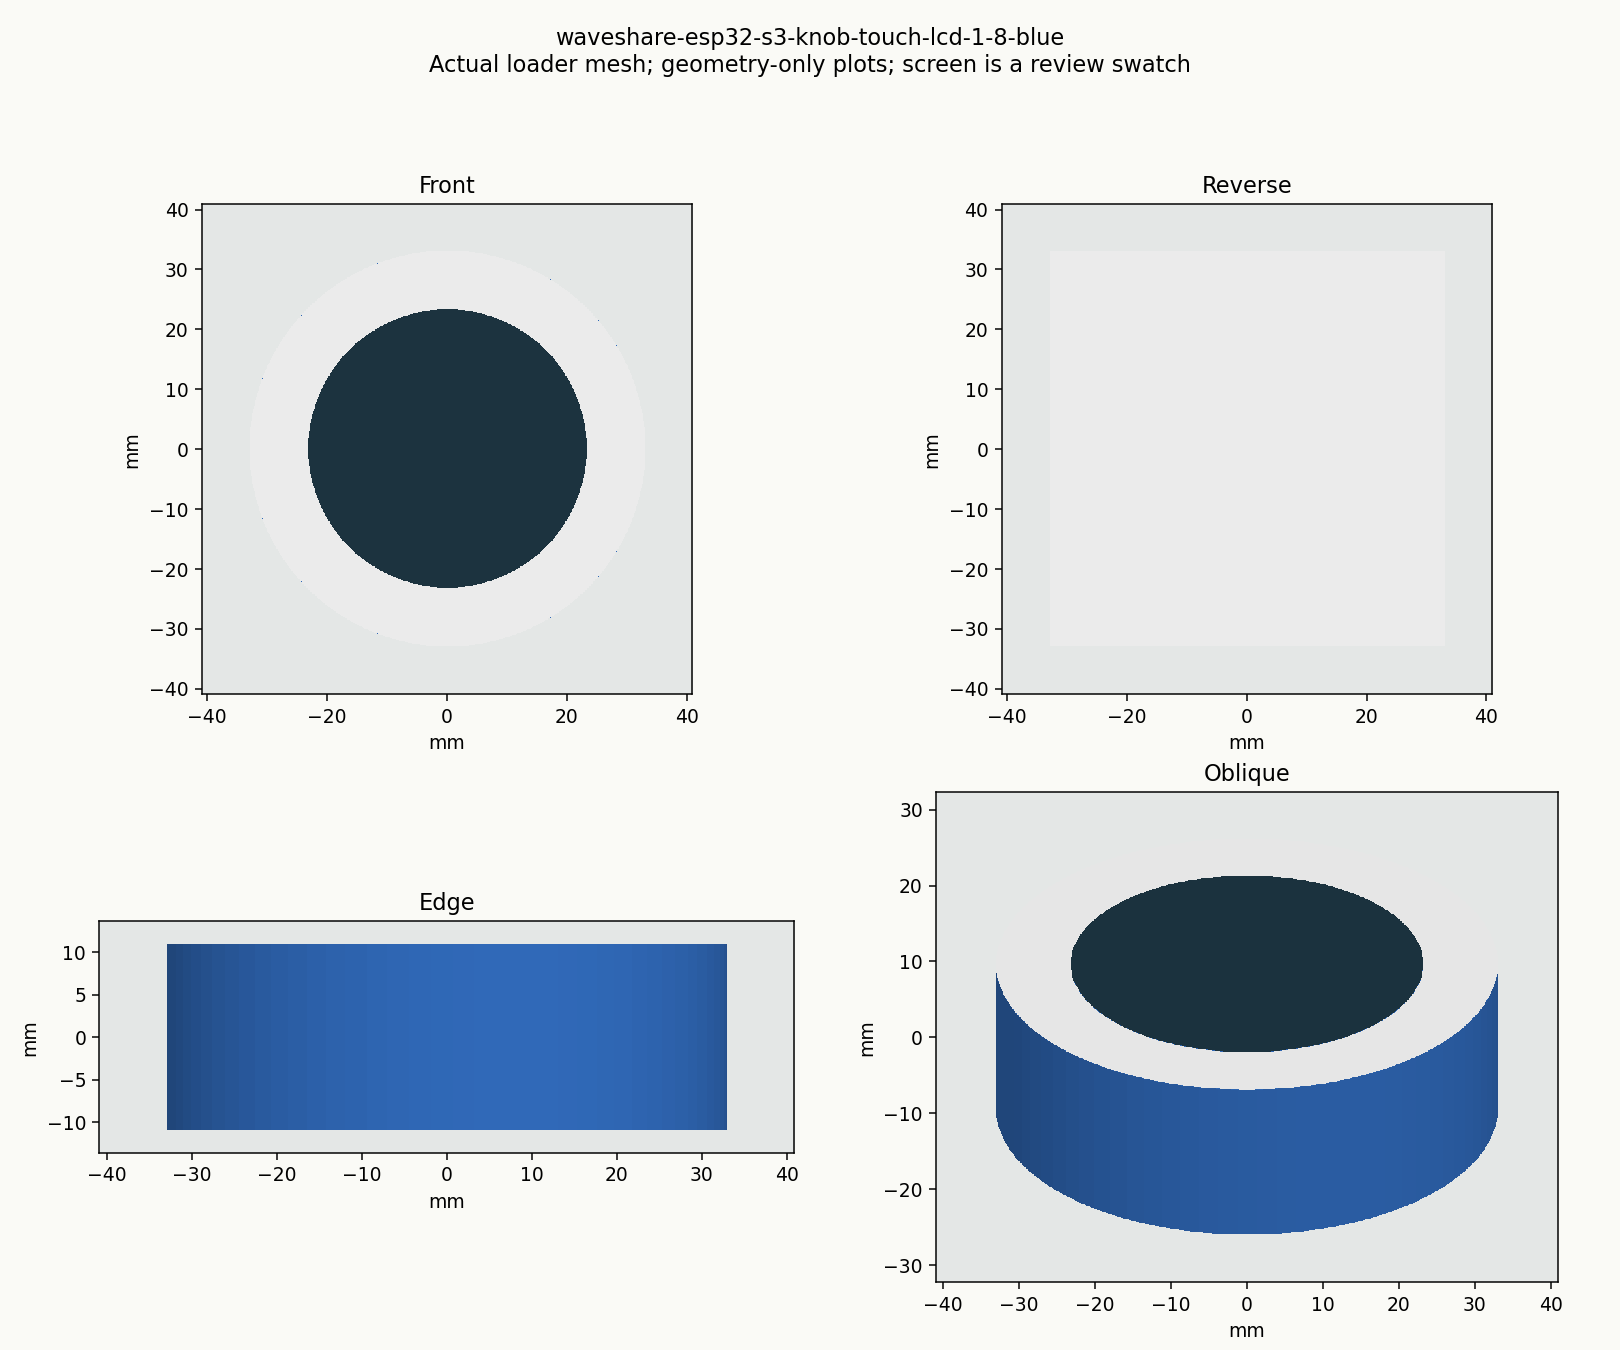 waveshare-esp32-s3-knob-touch-lcd-1-8-blue
Actual loader mesh; geometry-only plots; screen is a review swatch
Front
40
30
20
10
0
−10
−20
−30
−40
mm
−40 −20 0 20 40
mm
Reverse
40
30
20
10
0
−10
−20
−30
−40
mm
−40 −20 0 20 40
mm
Edge
10
5
0
−5
−10
mm
−40 −30 −20 −10 0 10 20 30 40
mm
Oblique
30
20
10
0
−10
−20
−30
mm
−40 −30 −20 −10 0 10 20 30 40
mm